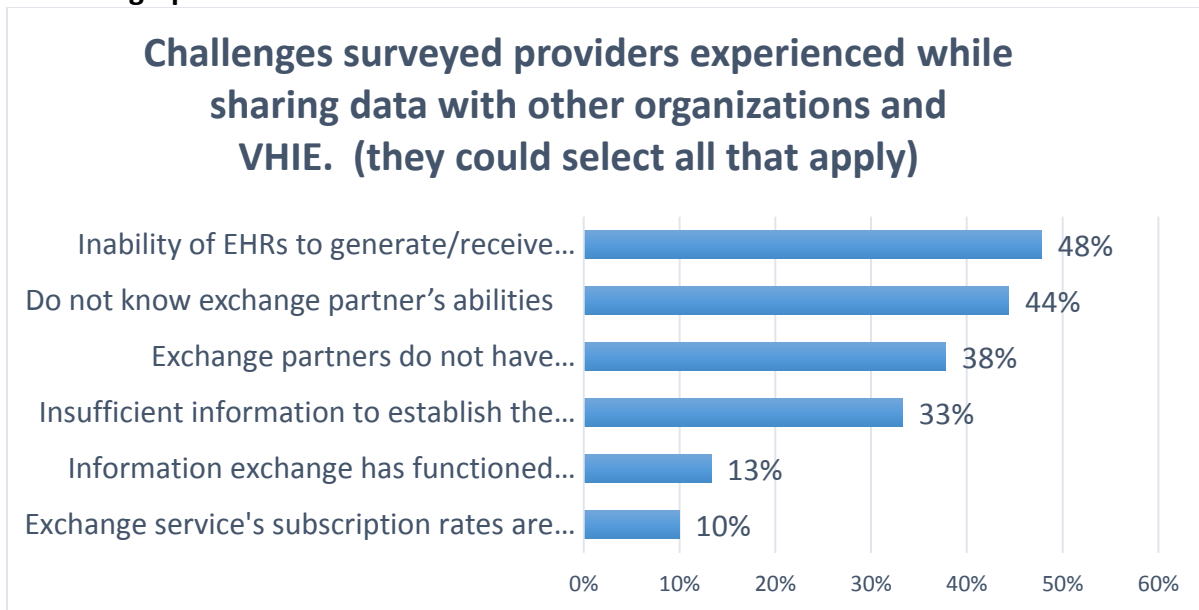 Challenges surveyed providers experienced while
sharing data with other organizations and
VHIE.  (they could select all that apply)
Inability of EHRs to generate/receive... 48%
Do not know exchange partner’s abilities 44%
Exchange partners do not have... 38%
Insufficient information to establish the... 33%
Information exchange has functioned... 13%
Exchange service's subscription rates are... 10%
0% 10% 20% 30% 40% 50% 60%